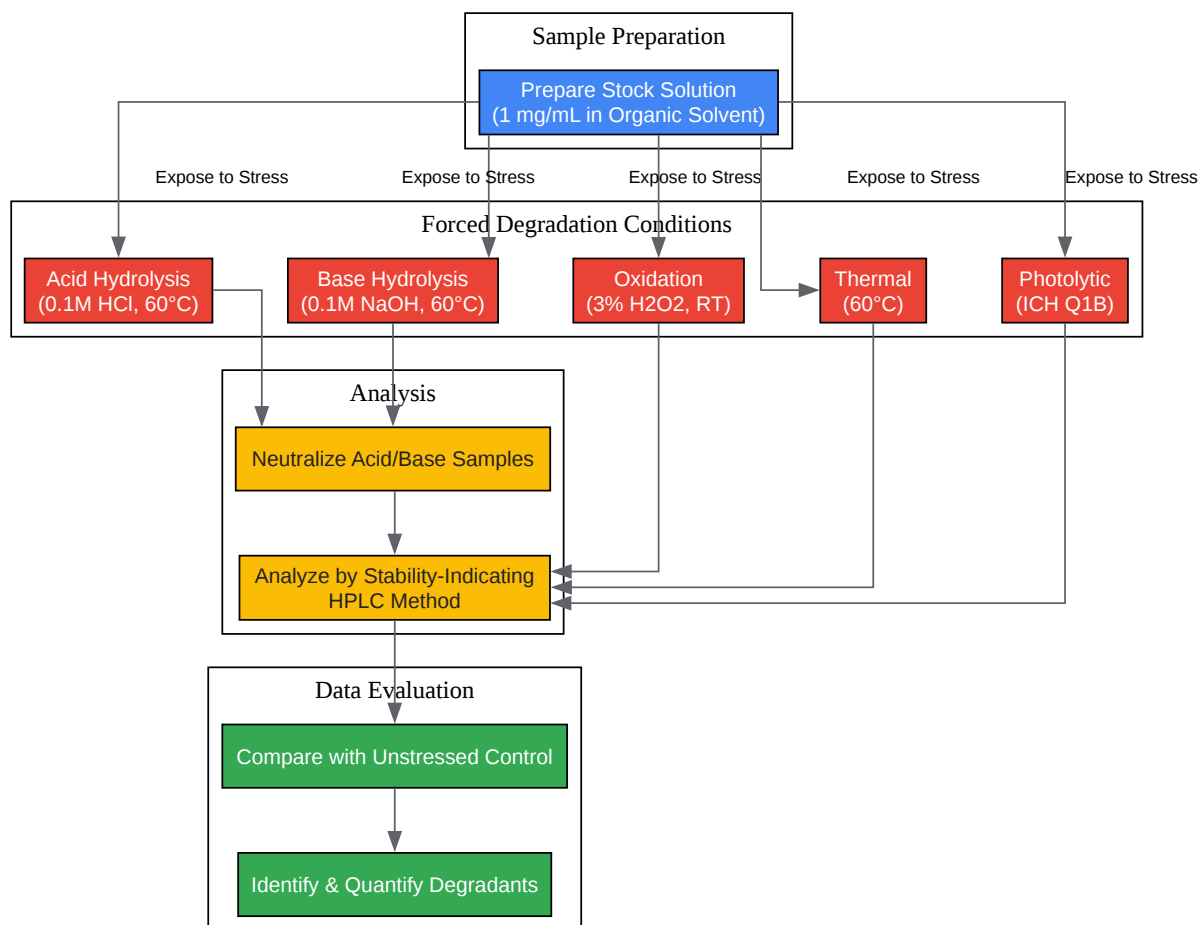 Sample Preparation
Prepare Stock Solution
(1 mg/mL in Organic Solvent)
Expose to Stress
Expose to Stress
Expose to Stress
Expose to Stress
Expose to Stress
Forced Degradation Conditions
Acid Hydrolysis
(0.1M HCl, 60°C)
Base Hydrolysis
(0.1M NaOH, 60°C)
Oxidation
(3% H2O2, RT)
Thermal
(60°C)
Photolytic
(ICH Q1B)
Analysis
Neutralize Acid/Base Samples
Analyze by Stability-Indicating
HPLC Method
Data Evaluation
Compare with Unstressed Control
Identify & Quantify Degradants